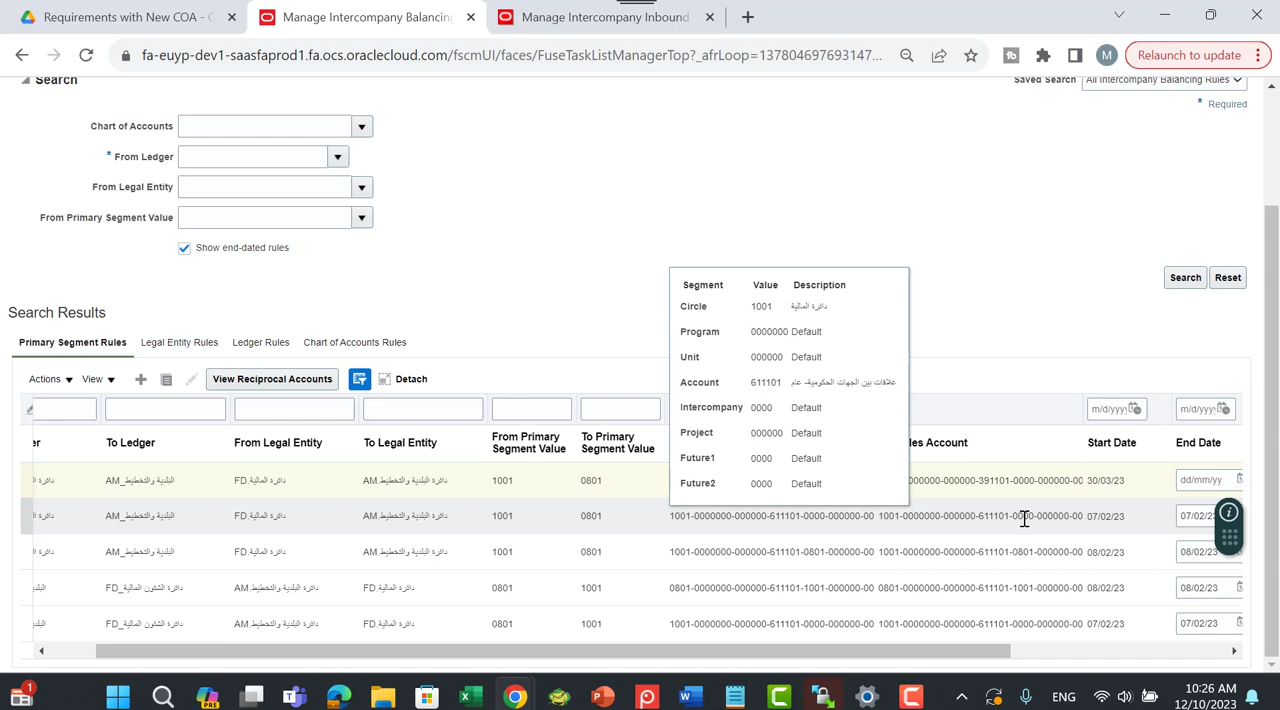 Requirements with New COA - G
Manage Intercompany Balancing
Manage Intercompany Inbound
fa-euyp-dev1-saasfaprod1.fa.ocs.oraclecloud.com/fscmUI/faces/FuseTaskListManagerTop?_afrLoop=137804697693147...
M
Relaunch to update
Search
Saved Search
All Intercompany Balancing Rules
* Required
Chart of Accounts
* From Ledger
From Legal Entity
From Primary Segment Value
Show end-dated rules
Search
Reset
Search Results
Primary Segment Rules
Legal Entity Rules
Ledger Rules
Chart of Accounts Rules
Actions
View
View Reciprocal Accounts
Detach
m/d/yyyy
m/d/yyyy
To Ledger
From Legal Entity
To Legal Entity
From Primary Segment Value
To Primary Segment Value
Account
Start Date
End Date
AM_البلدية والتخطيط
FD.دائرة المالية
AM.دائرة البلدية والتخطيط
1001
0801
000000-000000-391101-0000-000000-00
30/03/23
dd/mm/yy
AM_البلدية والتخطيط
FD.دائرة المالية
AM.دائرة البلدية والتخطيط
1001
0801
1001-0000000-000000-611101-0000-000000-00
1001-0000000-000000-611101-0000-000000-00
07/02/23
07/02/23
AM_البلدية والتخطيط
FD.دائرة المالية
AM.دائرة البلدية والتخطيط
1001
0801
1001-0000000-000000-611101-0801-000000-00
1001-0000000-000000-611101-0801-000000-00
08/02/23
08/02/23
FD_دائرة الشئون المالية
AM.دائرة البلدية والتخطيط
FD.دائرة المالية
0801
1001
0801-0000000-000000-611101-1001-000000-00
0801-0000000-000000-611101-1001-000000-00
08/02/23
08/02/23
FD_دائرة الشئون المالية
AM.دائرة البلدية والتخطيط
FD.دائرة المالية
0801
1001
1001-0000000-000000-611101-0000-000000-00
1001-0000000-000000-611101-0000-000000-00
07/02/23
07/02/23
Segment Value Description
Circle 1001 دائرة المالية
Program 0000000 Default
Unit 000000 Default
Account 611101 علاقات بين الجهات الحكومية- عام
Intercompany 0000 Default
Project 000000 Default
Future1 0000 Default
Future2 0000 Default
1
PRE
ENG
10:26 AM
12/10/2023